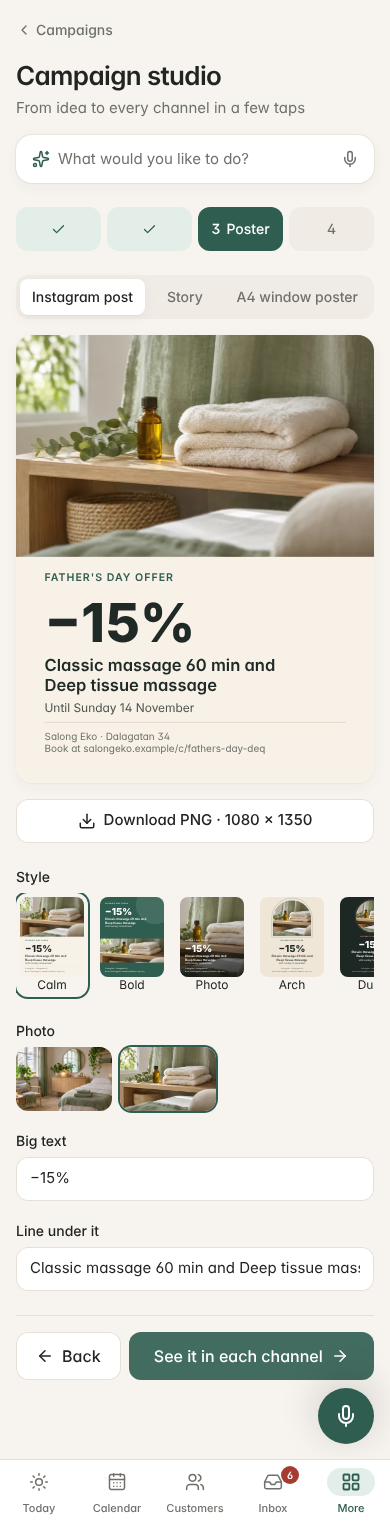 Campaigns
Campaign studio
From idea to every channel in a few taps
What would you like to do?
3 Poster
4
Instagram post
Story
A4 window poster
FATHER'S DAY OFFER
−15%
Classic massage 60 min and
Deep tissue massage
Until Sunday 14 November
Salong Eko · Dalagatan 34
Book at salongeko.example/c/fathers-day-deq
Download PNG · 1080 × 1350
Style
−15%
Calm
−15%
Bold
−15%
Photo
−15%
Arch
Photo
Big text
−15%
Line under it
Classic massage 60 min and Deep tissue
Back
See it in each channel
Today
Calendar
Customers
6
Inbox
More